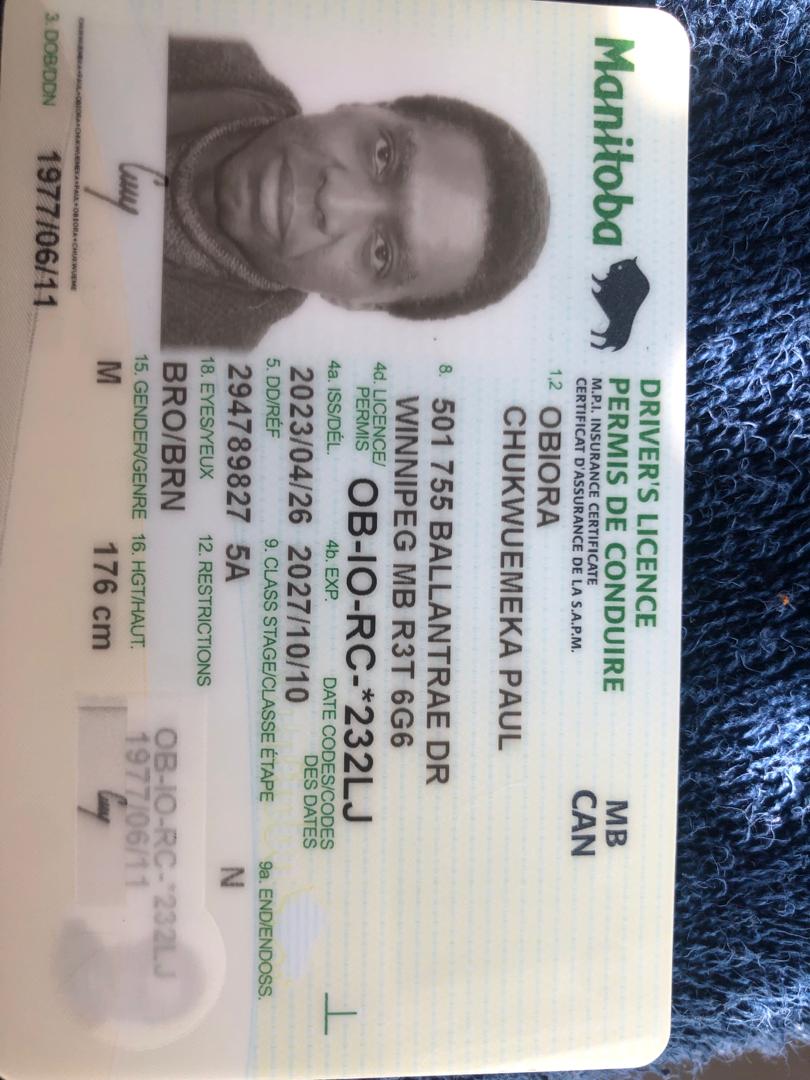 Manitoba
DRIVER'S LICENCE
PERMIS DE CONDUIRE
M.P.I. INSURANCE CERTIFICATE
CERTIFICAT D'ASSURANCE DE LA S.A.P.M.
MB
CAN
1,2 OBIORA
CHUKWUEMEKA PAUL
8. 501 755 BALLANTRAE DR
WINNIPEG MB R3T 6G6
4d. LICENCE/
PERMIS OB-IO-RC-*232LJ
4a. ISS/DÉL. 4b. EXP. DATE CODES/CODES
DES DATES
2023/04/26 2027/10/10
5. DD/RÉF 9. CLASS STAGE/CLASSE ÉTAPE 9a. END/ENDOSS.
294789827 5A N
18. EYES/YEUX 12. RESTRICTIONS
BRO/BRN
15. GENDER/GENRE 16. HGT/HAUT.
M 176 cm
3. DOB/DDN 1977/06/11
OB-IO-RC-*232LJ
1977/06/11